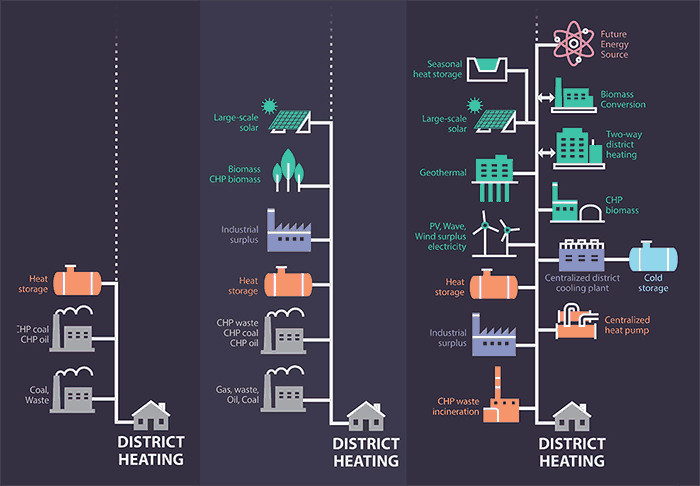 Heat
storage
CHP coal
CHP oil
Coal,
Waste
DISTRICT
HEATING
Large-scale
solar
Biomass
CHP biomass
Industrial
surplus
Heat
storage
CHP waste
CHP coal
CHP oil
Gas, waste,
Oil, Coal
DISTRICT
HEATING
Future
Energy
Source
Seasonal
heat storage
Biomass
Conversion
Large-scale
solar
Two-way
district
heating
Geothermal
CHP
biomass
PV, Wave,
Wind surplus
electricity
Centralized district
cooling plant
Cold
storage
Heat
storage
Centralized
heat pump
Industrial
surplus
CHP waste
incineration
DISTRICT
HEATING